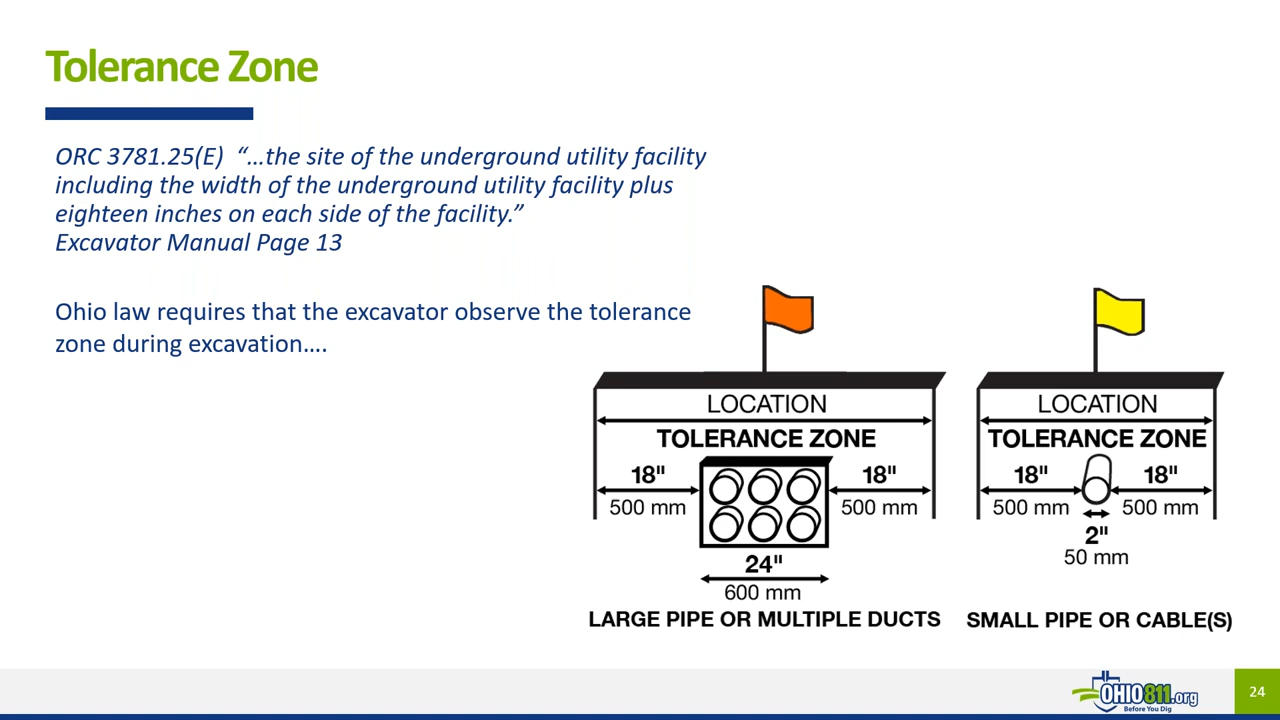 Tolerance Zone
ORC 3781.25(E)  “…the site of the underground utility facility
including the width of the underground utility facility plus
eighteen inches on each side of the facility.”
Excavator Manual Page 13
Ohio law requires that the excavator observe the tolerance
zone during excavation….
LOCATION
TOLERANCE ZONE
18"
18"
500 mm
500 mm
24"
600 mm
LARGE PIPE OR MULTIPLE DUCTS
LOCATION
TOLERANCE ZONE
18"
18"
500 mm
500 mm
2"
50 mm
SMALL PIPE OR CABLE(S)
OHIO811.org
Before You Dig
24